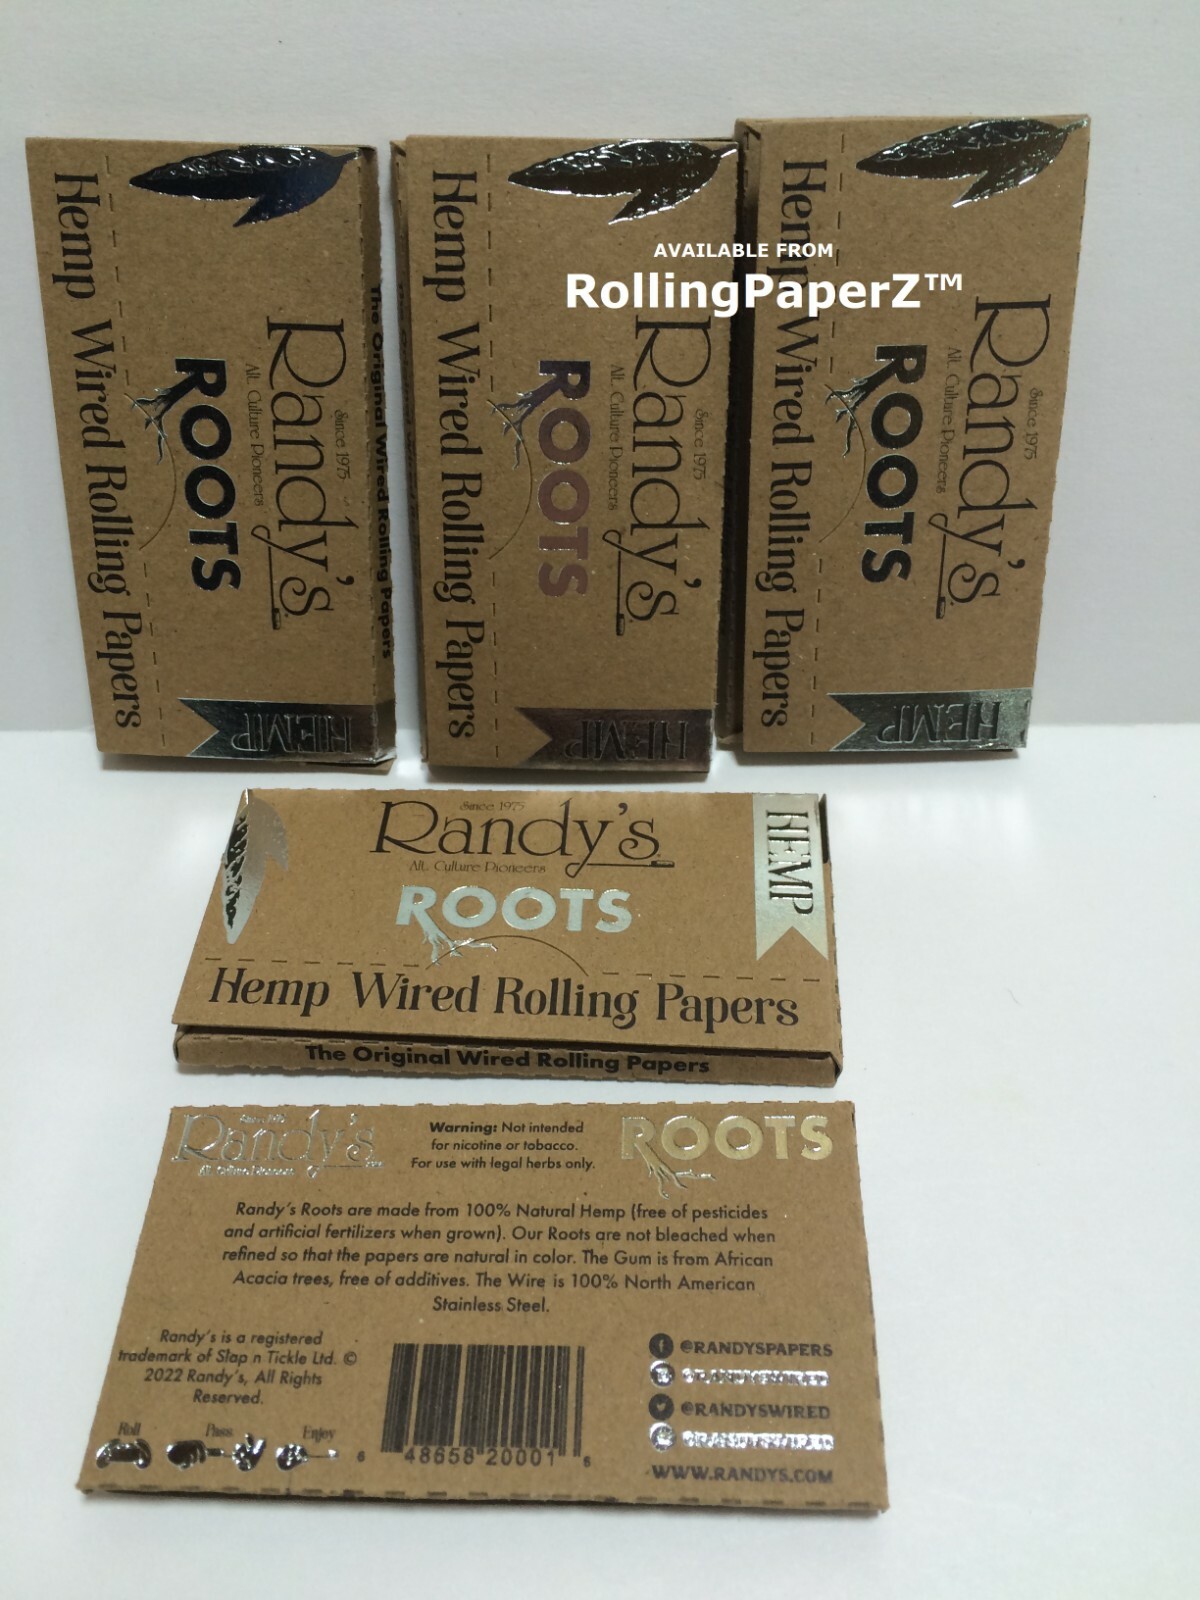 Hemp Wired Rolling Papers
Since 1975
Randy's
Alt. Culture Pioneers
ROOTS
HEMP
The Original Wired Rolling Papers
Hemp Wired Rolling Papers
Since 1975
Randy's
Alt. Culture Pioneers
ROOTS
HEMP
Hemp Wired Rolling Papers
Since 1975
Randy's
Alt. Culture Pioneers
ROOTS
HEMP
AVAILABLE FROM
RollingPaperZ™
Since 1975
Randy's
Alt. Culture Pioneers
ROOTS
HEMP
Hemp Wired Rolling Papers
The Original Wired Rolling Papers
Since 1975
Randy's
Alt. Culture Pioneers
Warning: Not intended
for nicotine or tobacco.
For use with legal herbs only.
ROOTS
Randy's Roots are made from 100% Natural Hemp (free of pesticides
and artificial fertilizers when grown). Our Roots are not bleached when
refined so that the papers are natural in color. The Gum is from African
Acacia trees, free of additives. The Wire is 100% North American
Stainless Steel.
Randy's is a registered
trademark of Slap n Tickle Ltd. ©
2022 Randy's, All Rights
Reserved.
Roll Pass Enjoy
6 48658 20001 6
@RANDYSPAPERS
@RANDYSWIRED
WWW.RANDYS.COM